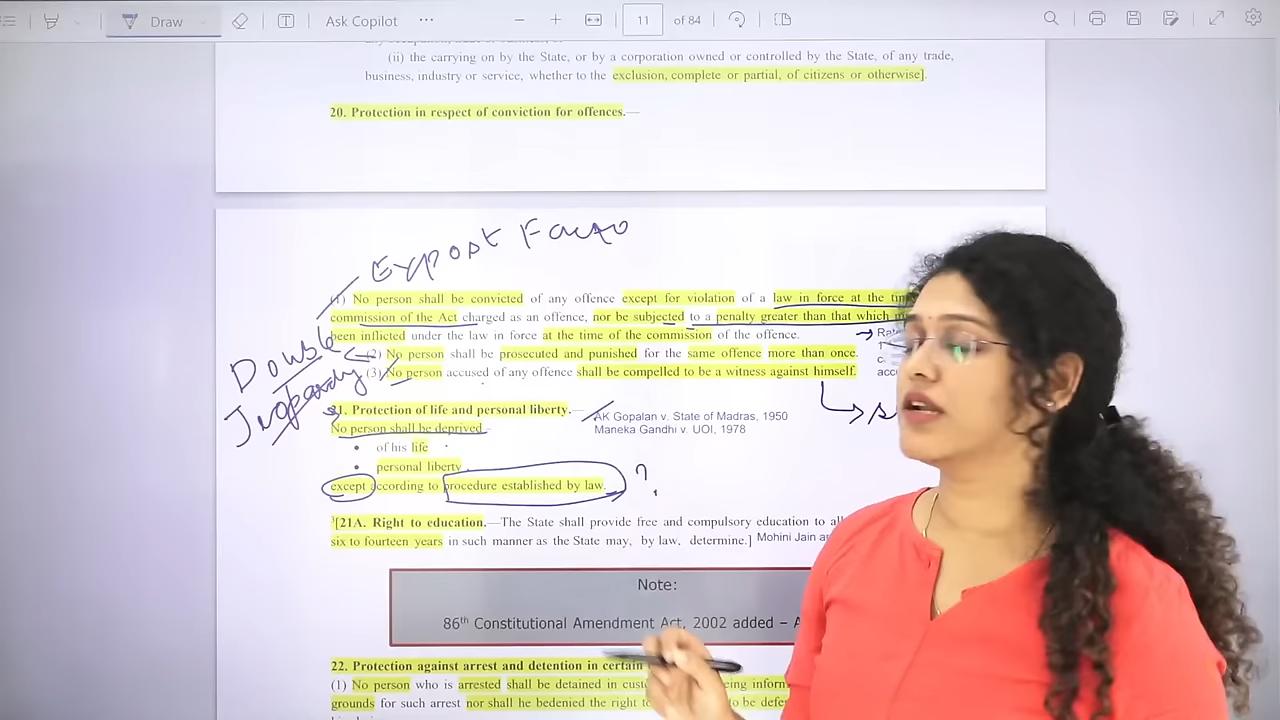 Draw
Ask Copilot
11 of 84
(ii) the carrying on by the State, or by a corporation owned or controlled by the State, of any trade,
business, industry or service, whether to the exclusion, complete or partial, of citizens or otherwise].
20. Protection in respect of conviction for offences.—
Expost Facto
(1) No person shall be convicted of any offence except for violation of a law in force at the
commission of the Act charged as an offence, nor be subjected to a penalty greater than that which
been inflicted under the law in force at the time of the commission of the offence.
Double
(2) No person shall be prosecuted and punished for the same offence more than once.
Jeopardy
(3) No person accused of any offence shall be compelled to be a witness against himself.
21. Protection of life and personal liberty.—
AK Gopalan v. State of Madras, 1950
No person shall be deprived
Maneka Gandhi v. UOI, 1978
• of his life
• personal liberty
except according to procedure established by law. ?
³[21A. Right to education.—The State shall provide free and compulsory education to
six to fourteen years in such manner as the State may, by law, determine.] Mohini Jain
Note:
86th Constitutional Amendment Act, 2002 added –
22. Protection against arrest and detention in certain
(1) No person who is arrested shall be detained in
grounds for such arrest nor shall he bedenied the right